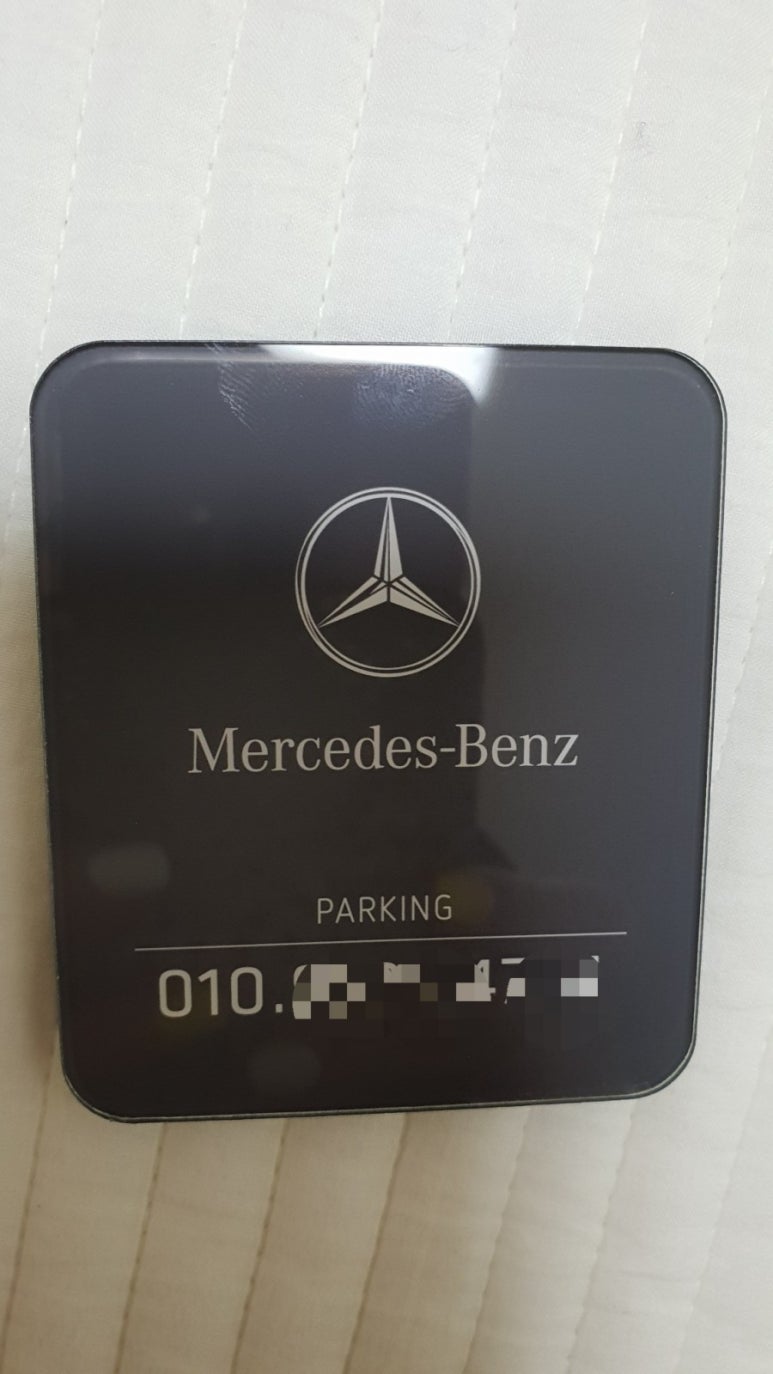 Mercedes-Benz
PARKING
010.